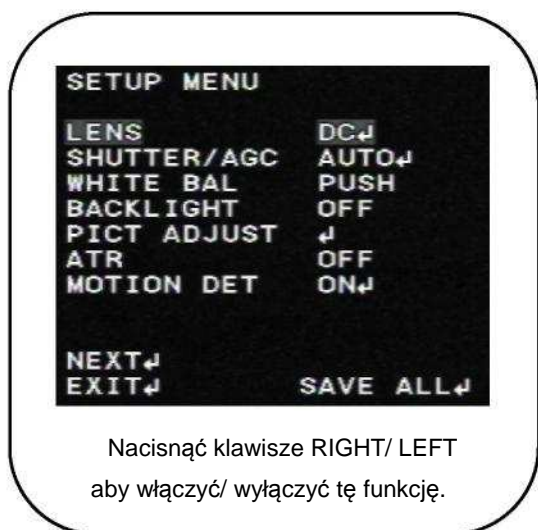 SETUP MENU
LENS DC↵
SHUTTER/AGC AUTO↵
WHITE BAL PUSH
BACKLIGHT OFF
PICT ADJUST ↵
ATR OFF
MOTION DET ON↵
NEXT↵
EXIT↵ SAVE ALL↵
Nacisnąć klawisze RIGHT/ LEFT
aby włączyć/ wyłączyć tę funkcję.